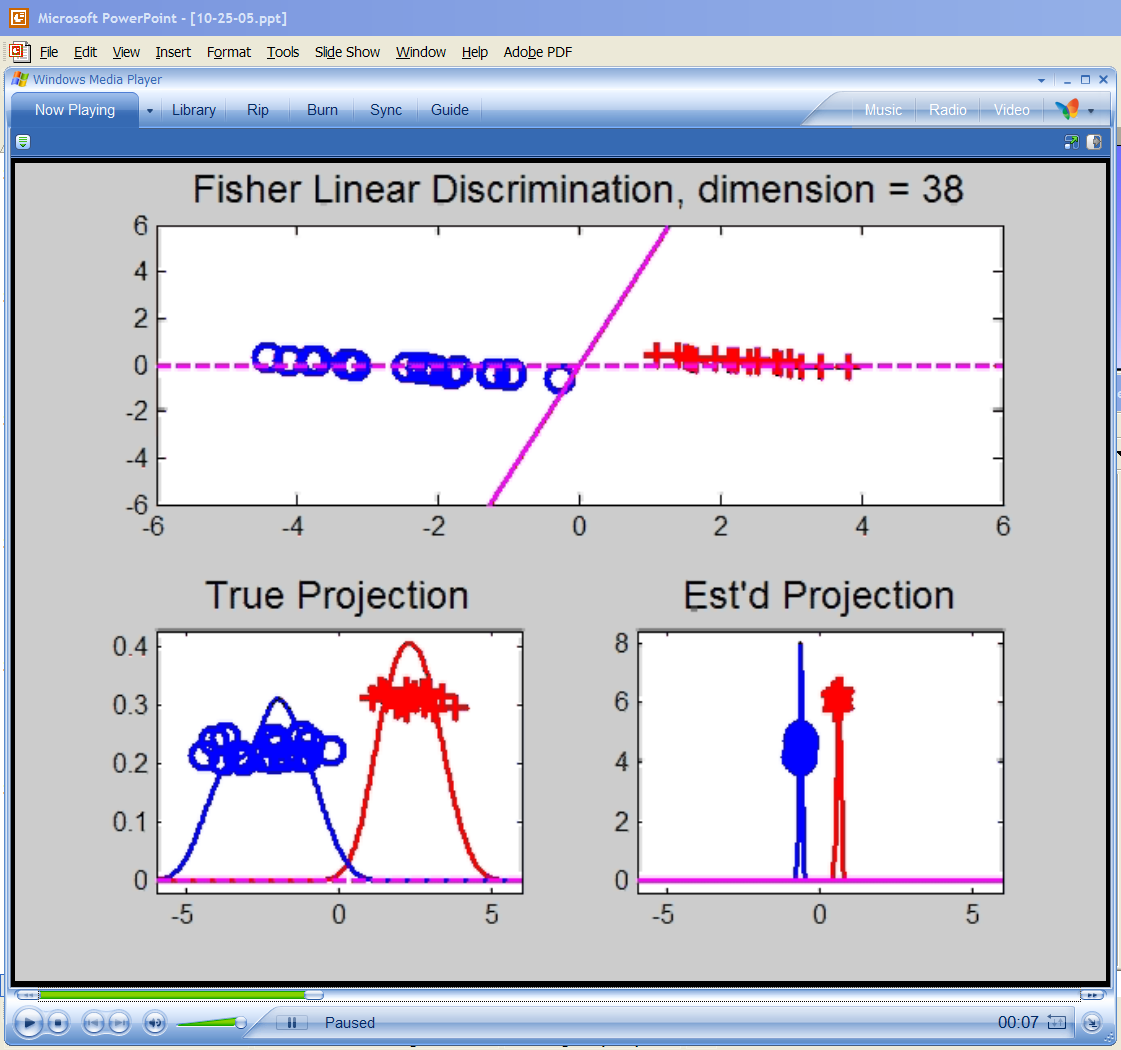 Microsoft PowerPoint - [10-25-05.ppt]
File Edit View Insert Format Tools Slide Show Window Help Adobe PDF
Windows Media Player
Now Playing Library Rip Burn Sync Guide Music Radio Video
Fisher Linear Discrimination, dimension = 38
6
4
2
0
-2
-4
-6
-6 -4 -2 0 2 4 6
True Projection Est'd Projection
0.4 8
0.3 6
0.2 4
0.1 2
0 0
-5 0 5 -5 0 5
Paused 00:07